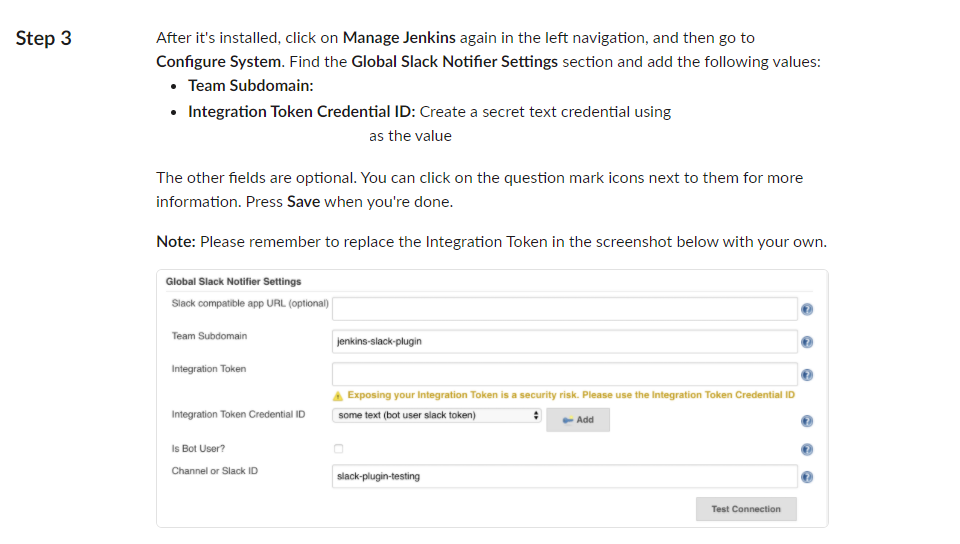 Step 3
After it's installed, click on Manage Jenkins again in the left navigation, and then go to
Configure System. Find the Global Slack Notifier Settings section and add the following values:
• Team Subdomain:
• Integration Token Credential ID: Create a secret text credential using
as the value
The other fields are optional. You can click on the question mark icons next to them for more
information. Press Save when you're done.
Note: Please remember to replace the Integration Token in the screenshot below with your own.
Global Slack Notifier Settings
Slack compatible app URL (optional)
Team Subdomain
jenkins-slack-plugin
Integration Token
Exposing your Integration Token is a security risk. Please use the Integration Token Credential ID
Integration Token Credential ID
some text (bot user slack token)
Add
Is Bot User?
Channel or Slack ID
slack-plugin-testing
Test Connection